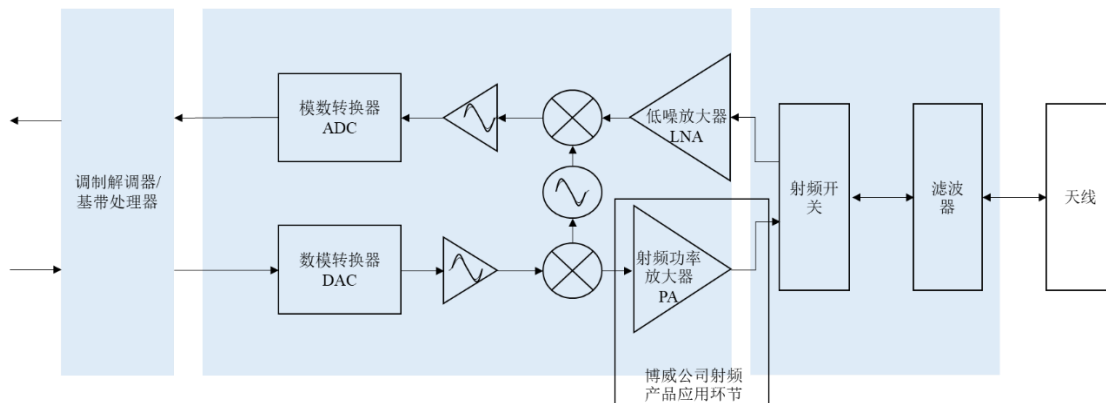 模数转换器
ADC
低噪放大器
LNA
调制解调器/
基带处理器
射频开
关
滤波
器
天线
数模转换器
DAC
射频功率
放大器
PA
博威公司射频
产品应用环节